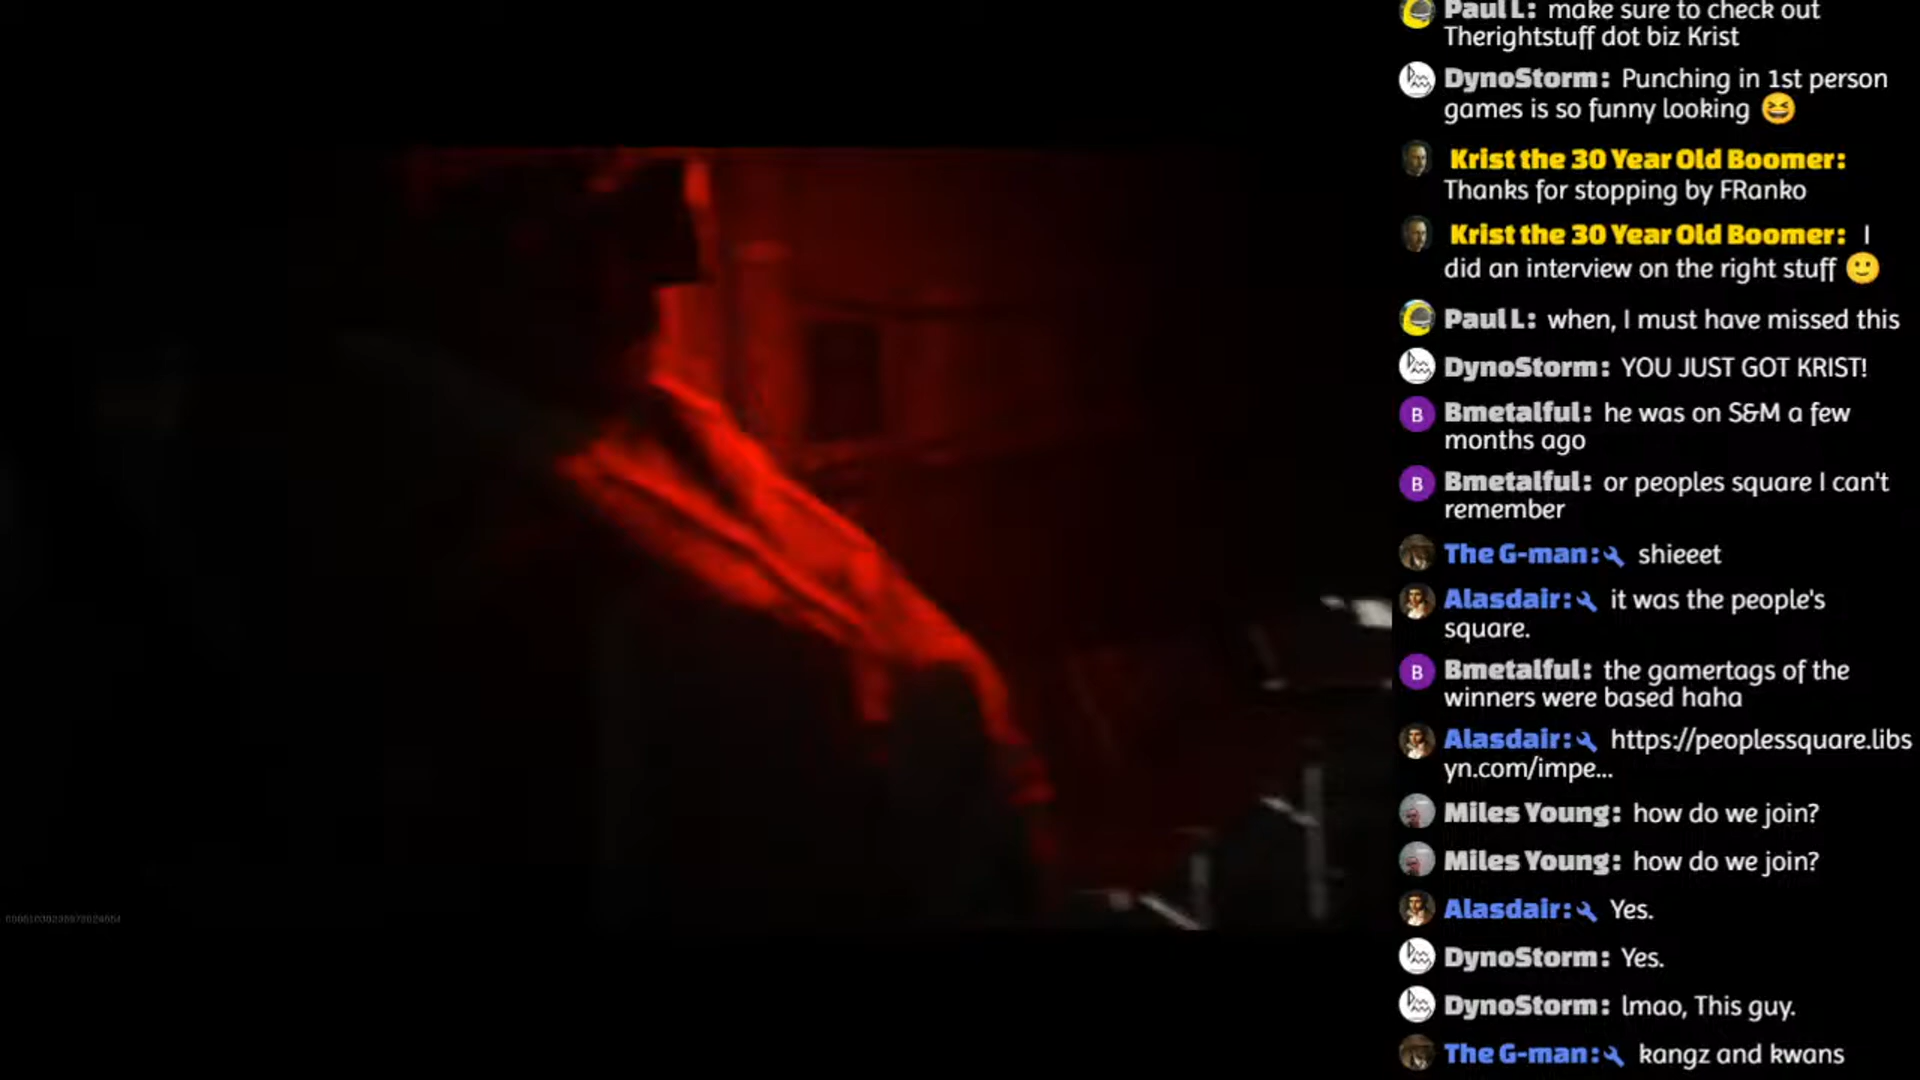 Paul L: make sure to check out
Therightstuff dot biz Krist
DynoStorm: Punching in 1st person
games is so funny looking 😆
Krist the 30 Year Old Boomer:
Thanks for stopping by FRanko
Krist the 30 Year Old Boomer: I
did an interview on the right stuff 🙂
Paul L: when, I must have missed this
DynoStorm: YOU JUST GOT KRIST!
B Bmetalful: he was on S&M a few
months ago
B Bmetalful: or peoples square I can't
remember
The G-man: shieeet
Alasdair: it was the people's
square.
B Bmetalful: the gamertags of the
winners were based haha
Alasdair: https://peoplessquare.libs
yn.com/impe...
Miles Young: how do we join?
Miles Young: how do we join?
Alasdair: Yes.
DynoStorm: Yes.
DynoStorm: lmao, This guy.
The G-man: kangz and kwans